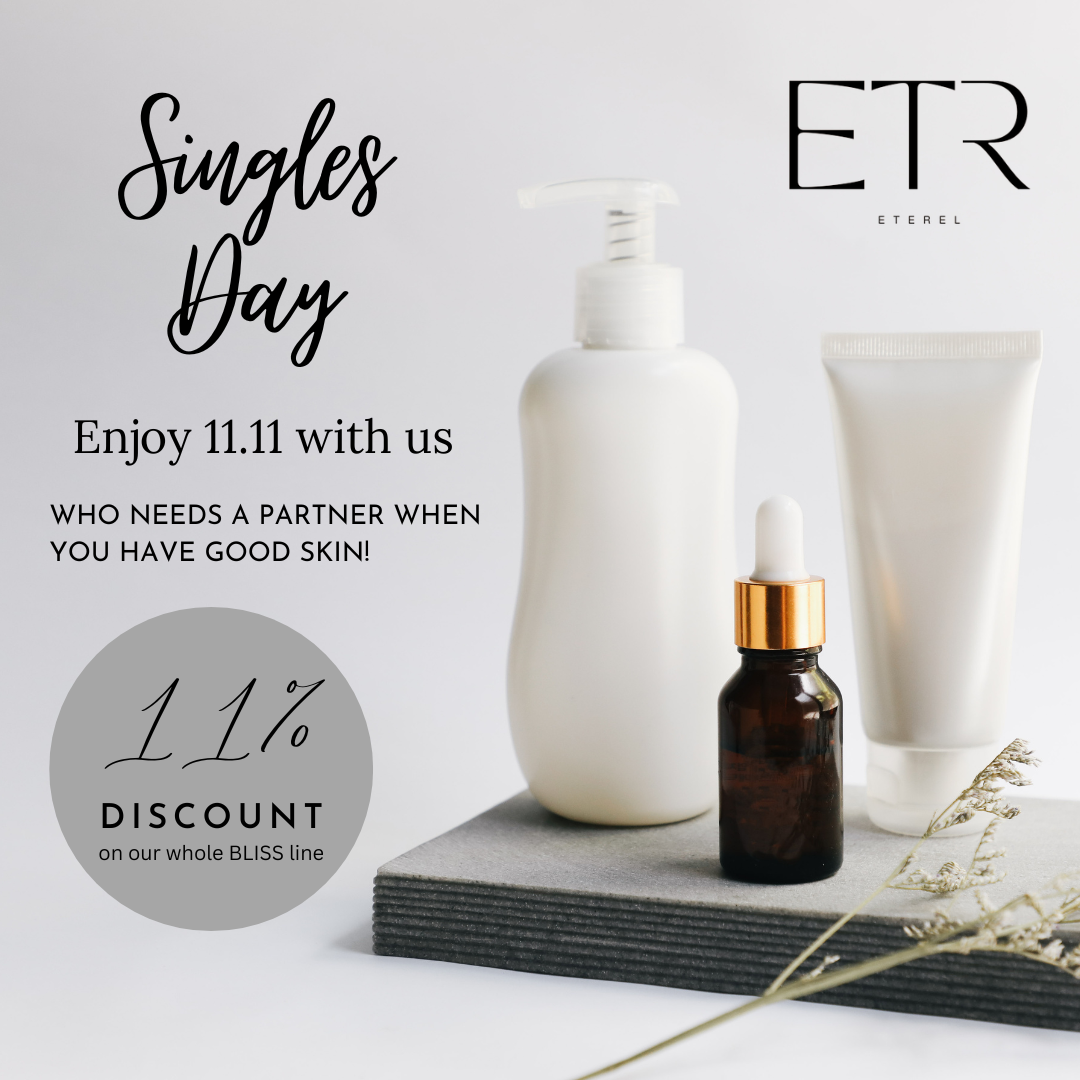 Singles
Day
ETR
ETEREL
Enjoy 11.11 with us
WHO NEEDS A PARTNER WHEN
YOU HAVE GOOD SKIN!
11%
DISCOUNT
on our whole BLISS line